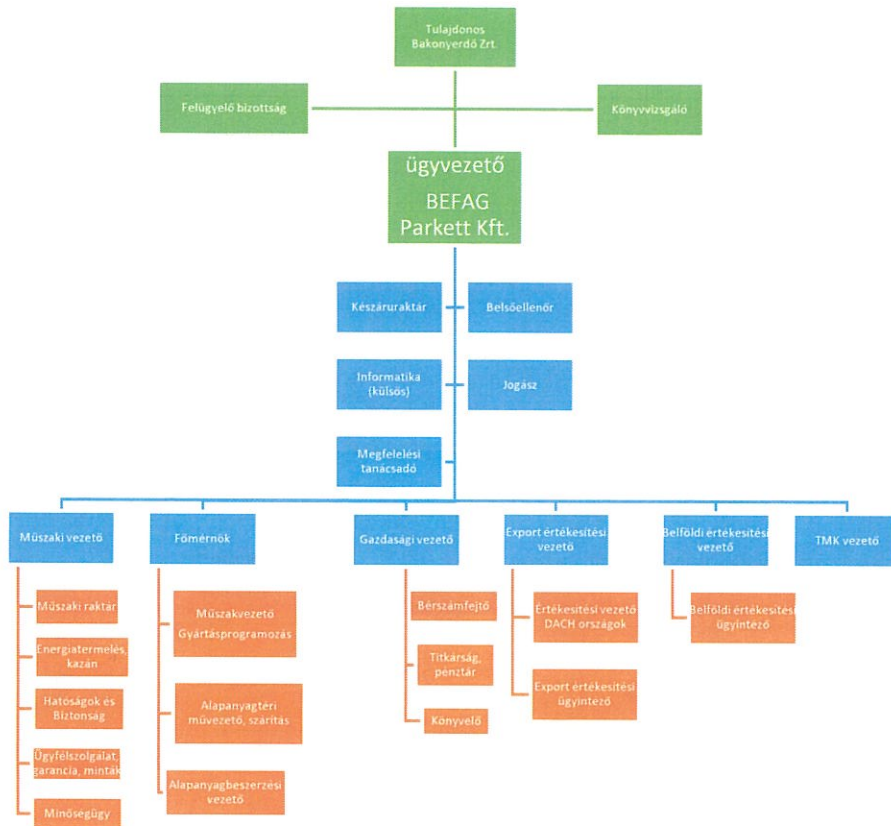 Tulajdonos
Bakonyerdő Zrt.
Felügyelő bizottság
Könyvvizsgáló
ügyvezető
BEFAG
Parkett Kft.
Készáruraktár
Belsőellenőr
Informatika
(külsős)
Jogász
Megfelelési
tanácsadó
Műszaki vezető
Főmérnök
Gazdasági vezető
Export értékesítési
vezető
Belföldi értékesítési
vezető
TMK vezető
Műszaki raktár
Energiatermelés,
kazán
Hatóságok és
Biztonság
Ügyfélszolgálat,
garancia, minták
Minőségügy
Műszakvezető
Gyártásprogramozás
Alapanyagtéri
művezető, szárítás
Alapanyagbeszerzési
vezető
Bérszámfejtő
Titkárság,
pénztár
Könyvelő
Értékesítési vezető
DACH országok
Export értékesítési
ügyintéző
Belföldi értékesítési
ügyintéző